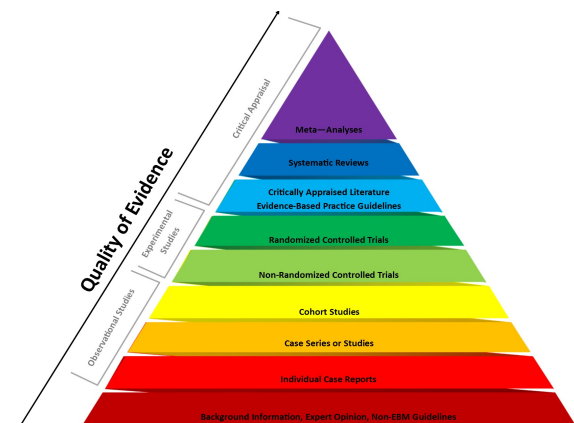 Quality of Evidence
Critical Appraisal
Experimental
Studies
Observational Studies
Meta—Analyses
Systematic Reviews
Critically Appraised Literature
Evidence-Based Practice Guidelines
Randomized Controlled Trials
Non-Randomized Controlled Trials
Cohort Studies
Case Series or Studies
Individual Case Reports
Background Information, Expert Opinion, Non-EBM Guidelines